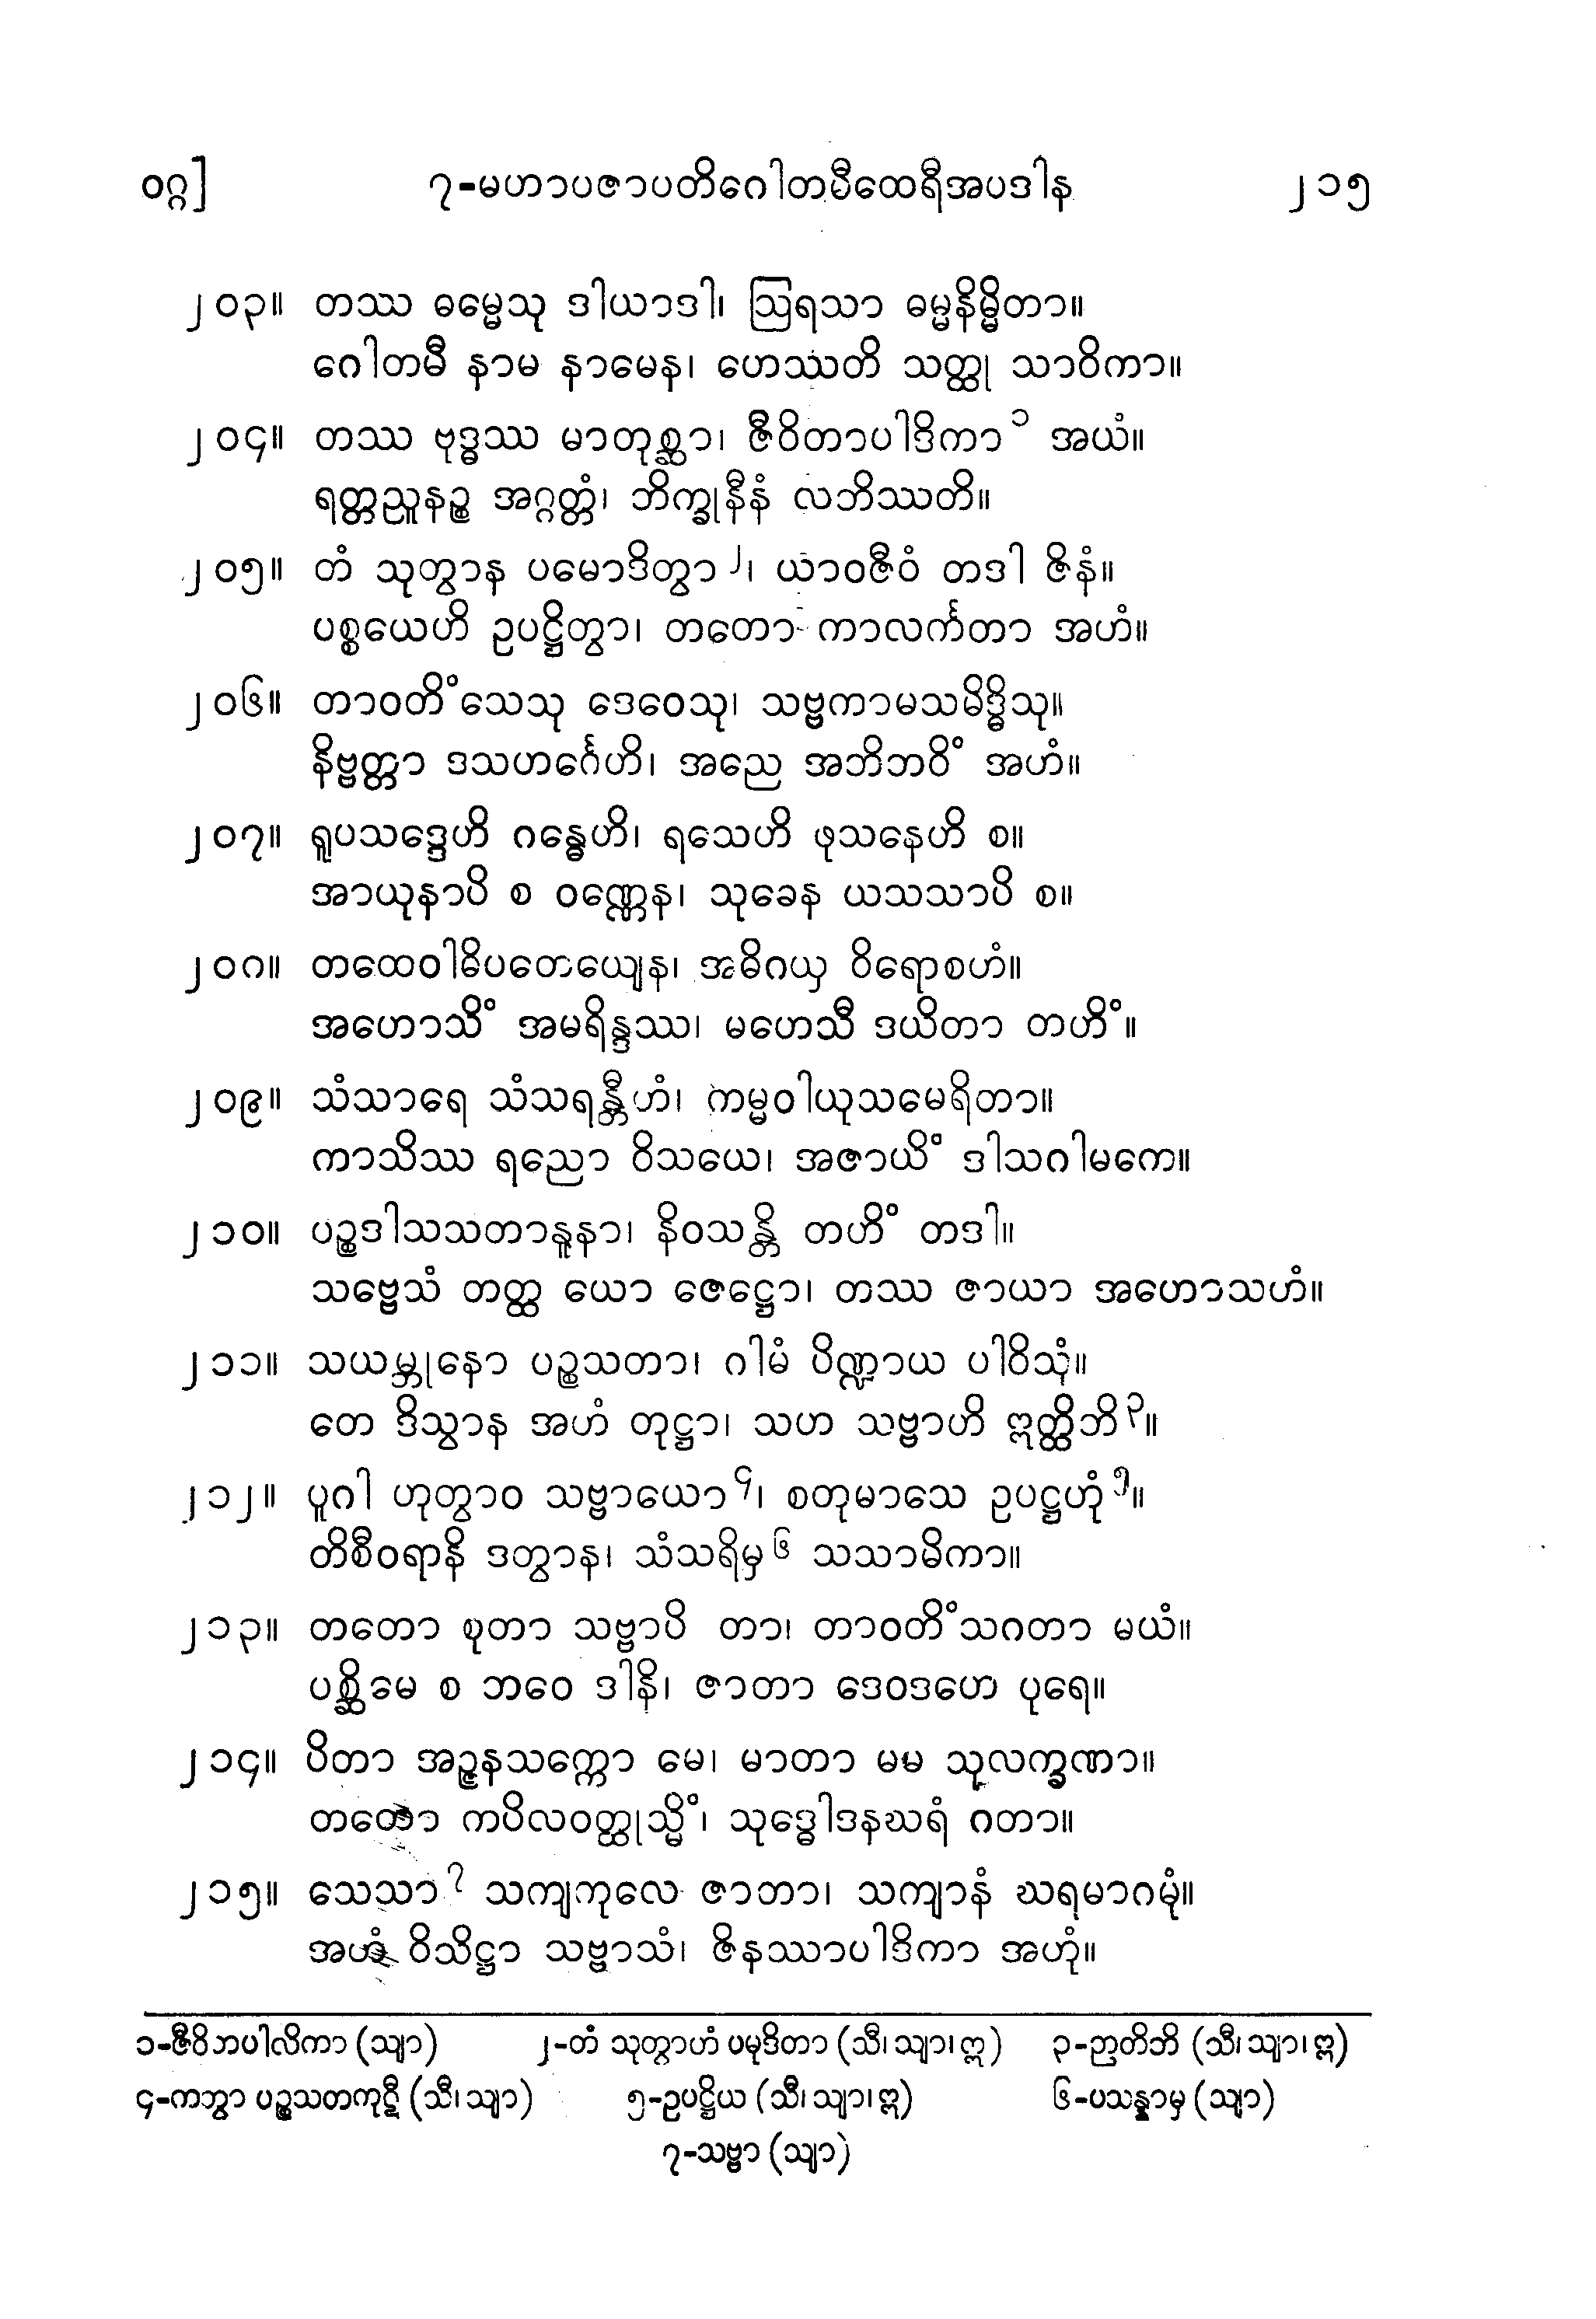 ဝဂ္ဂ] ၇-မဟာပဇာပတိဂေါတမီထေရီအပဒါန ၂၁၅
၂၀၃။ တဿ ဓမ္မေသု ဒါယာဒါ၊ ဩရသာ ဓမ္မနိမ္မိတာ။
ဂေါတမီ နာမ နာမေန၊ ဟေဿတိ သတ္ထု သာဝိကာ။
၂၀၄။ တဿ ဗုဒ္ဓဿ မာတုစ္ဆာ၊ ဇီဝိတာပါဒိကာ ၁ အယံ။
ရတ္တညူနဉ္စ အဂ္ဂတ္တံ၊ ဘိက္ခုနီနံ လဘိဿတိ။
၂၀၅။ တံ သုတွာန ပမောဒိတွာ ၂၊ ယာဝဇီဝံ တဒါ ဇိနံ။
ပစ္စယေဟိ ဥပဋ္ဌိတွာ၊ တတော ကာလင်္ကတာ အဟံ။
၂၀၆။ တာဝတိံသေသု ဒေဝေသု၊ သဗ္ဗကာမသမိဒ္ဓိသု။
နိဗ္ဗတ္တာ ဒသဟင်္ဂေဟိ၊ အညေ အဘိဘဝိံ အဟံ။
၂၀၇။ ရူပသဒ္ဒေဟိ ဂန္ဓေဟိ၊ ရသေဟိ ဖုသနေဟိ စ။
အာယုနာပိ စ ဝဏ္ဏေန၊ သုခေန ယသသာပိ စ။
၂၀၈။ တထေဝါဓိပတေယျေန၊ အဓိဂယှ ဝိရောစဟံ။
အဟောသိံ အမရိန္ဒဿ၊ မဟေသီ ဒယိတာ တဟိံ။
၂၀၉။ သံသာရေ သံသရန္တီဟံ၊ ကမ္မဝါယုသမေရိတာ။
ကာသိဿ ရညော ဝိသယေ၊ အဇာယိံ ဒါသဂါမကေ။
၂၁၀။ ပဉ္စဒါသသတာနူနာ၊ နိဝသန္တိ တဟိံ တဒါ။
သဗ္ဗေသံ တတ္ထ ယော ဇေဋ္ဌော၊ တဿ ဇာယာ အဟောသဟံ။
၂၁၁။ သယမ္ဘုနော ပဉ္စသတာ၊ ဂါမံ ပိဏ္ဍာယ ပါဝိသုံ။
တေ ဒိသွာန အဟံ တုဋ္ဌာ၊ သဟ သဗ္ဗာဟိ ဣတ္ထိဘိ ၃။
၂၁၂။ ပူဂါ ဟုတွာဝ သဗ္ဗာယော ၄၊ စတုမာသေ ဥပဋ္ဌဟုံ ၅။
တိစီဝရာနိ ဒတွာန၊ သံသရိမှ ၆ သသာမိကာ။
၂၁၃။ တတော စုတာ သဗ္ဗာပိ တာ၊ တာဝတိံသဂတာ မယံ။
ပစ္ဆိမေ စ ဘဝေ ဒါနိ၊ ဇာတာ ဒေဝဒဟေ ပုရေ။
၂၁၄။ ပိတာ အဉ္ဇနသက္ကော မေ၊ မာတာ မမ သုလက္ခဏာ။
တတော ကပိလဝတ္ထုသ္မိံ၊ သုဒ္ဓေါဒနဃရံ ဂတာ။
၂၁၅။ သေသာ ၇ သကျကုလေ ဇာတာ၊ သကျာနံ ဃရမာဂမုံ။
အဟံ ဝိသိဋ္ဌာ သဗ္ဗာသံ၊ ဇိနဿာပါဒိကာ အဟုံ။
၁-ဇီဝိတပါလိကာ (သျာ) ၂-တံ သုတွာဟံ ပမုဒိတာ (သီ၊ သျာ၊ ဣ) ၃-ဉာတိဘိ (သီ၊ သျာ၊ ဣ)
၄-ကတွာ ပဉ္စသတကုဋီ (သီ၊ သျာ) ၅-ဥပဋ္ဌိယ (သီ၊ သျာ၊ ဣ) ၆-ပသန္နာမှ (သျာ)
၇-သဗ္ဗာ (သျာ)